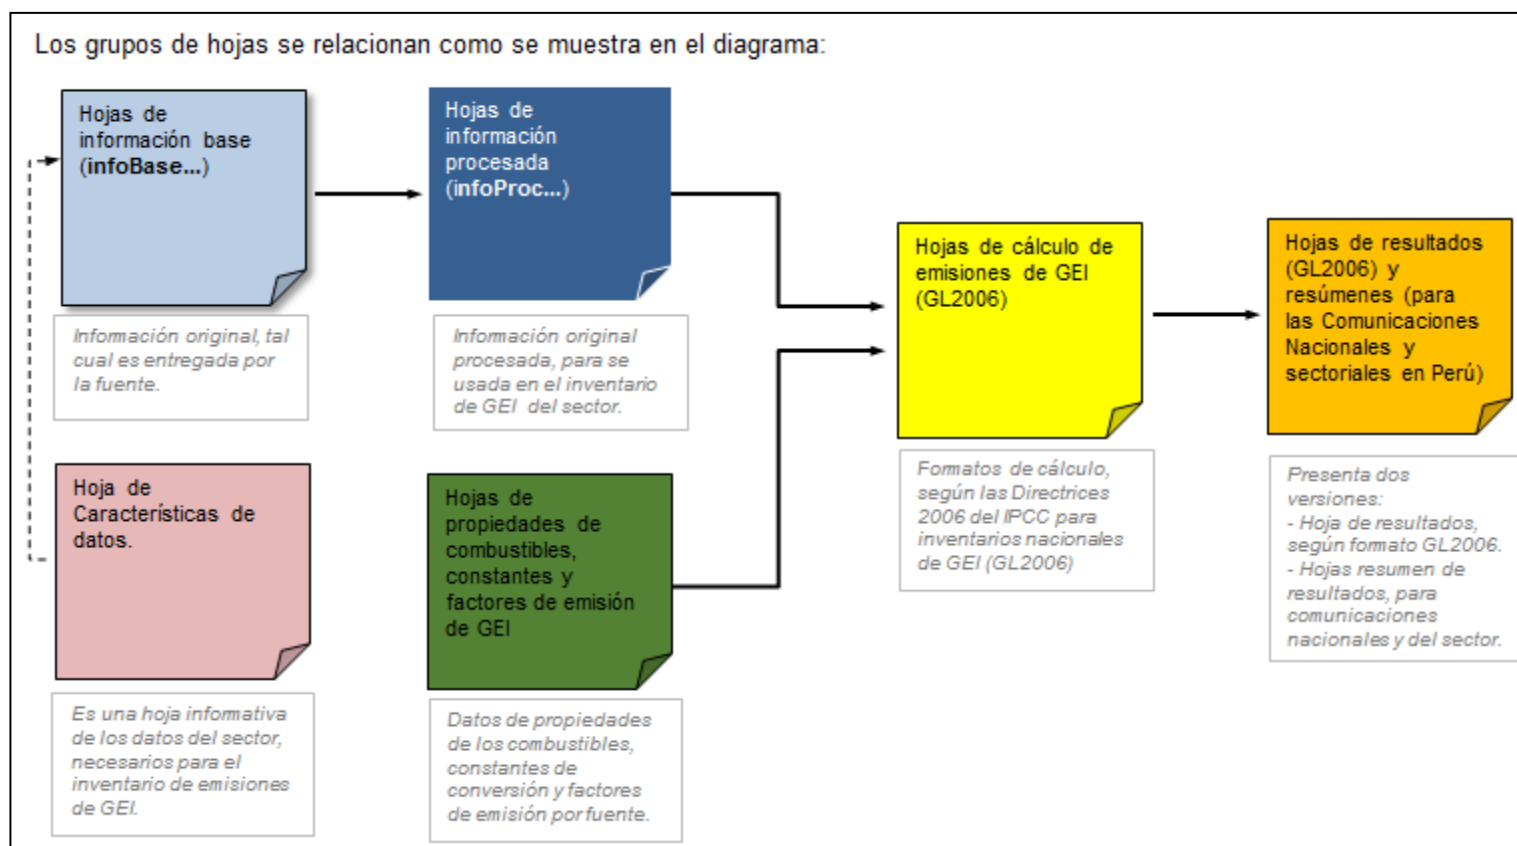 Los grupos de hojas se relacionan como se muestra en el diagrama:
Hojas de
información base
(infoBase...)
Información original, tal
cual es entregada por
la fuente.
Hojas de
información
procesada
(infoProc...)
Información original
procesada, para se
usada en el inventario
de GEI del sector.
Hojas de cálculo de
emisiones de GEI
(GL2006)
Formatos de cálculo,
según las Directrices
2006 del IPCC para
inventarios nacionales
de GEI (GL2006)
Hojas de resultados
(GL2006) y
resúmenes (para
las Comunicaciones
Nacionales y
sectoriales en Perú)
Presenta dos
versiones:
- Hoja de resultados,
según formato GL2006.
- Hojas resumen de
resultados, para
comunicaciones
nacionales y del sector.
Hoja de
Características de
datos.
Es una hoja informativa
de los datos del sector,
necesarios para el
inventario de emisiones
de GEI.
Hojas de
propiedades de
combustibles,
constantes y
factores de emisión
de GEI
Datos de propiedades
de los combustibles,
constantes de
conversión y factores
de emisión por fuente.